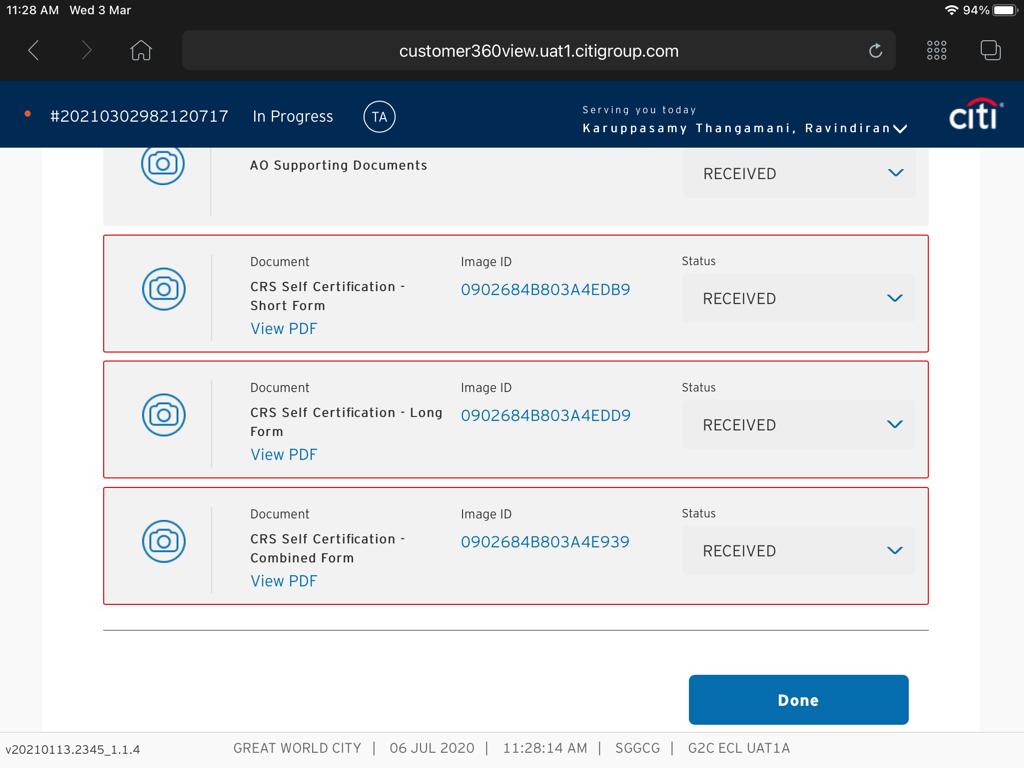 11:28 AM Wed 3 Mar
94%
customer360view.uat1.citigroup.com
#20210302982120717 In Progress TA
Serving you today
Karuppasamy Thangamani, Ravindiran
citi
AO Supporting Documents
RECEIVED
Document Image ID Status
CRS Self Certification -
Short Form
0902684B803A4EDB9
RECEIVED
View PDF
Document Image ID Status
CRS Self Certification - Long
Form
0902684B803A4EDD9
RECEIVED
View PDF
Document Image ID Status
CRS Self Certification -
Combined Form
0902684B803A4E939
RECEIVED
View PDF
Done
v20210113.2345_1.1.4 GREAT WORLD CITY | 06 JUL 2020 | 11:28:14 AM | SGGCG | G2C ECL UAT1A